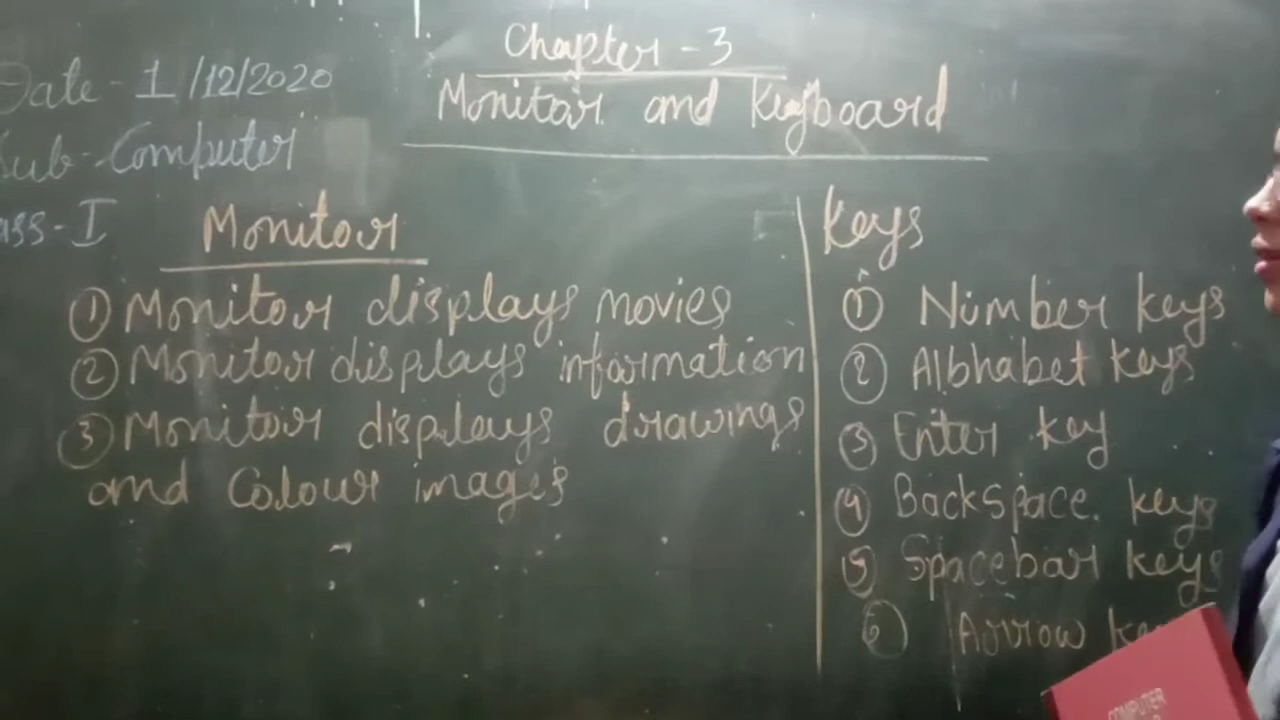 Chapter - 3
Date - 1/12/2020
Monitor and Keyboard
Sub - Computer
Class - I
Monitor
① Monitor displays movies
② Monitor displays information
③ Monitor displays drawings
and Colour images
Keys
① Number keys
② Albhabet keys
③ Enter key
④ Backspace keys
⑤ Spacebar keys
⑥ Arrow
COMPUTER